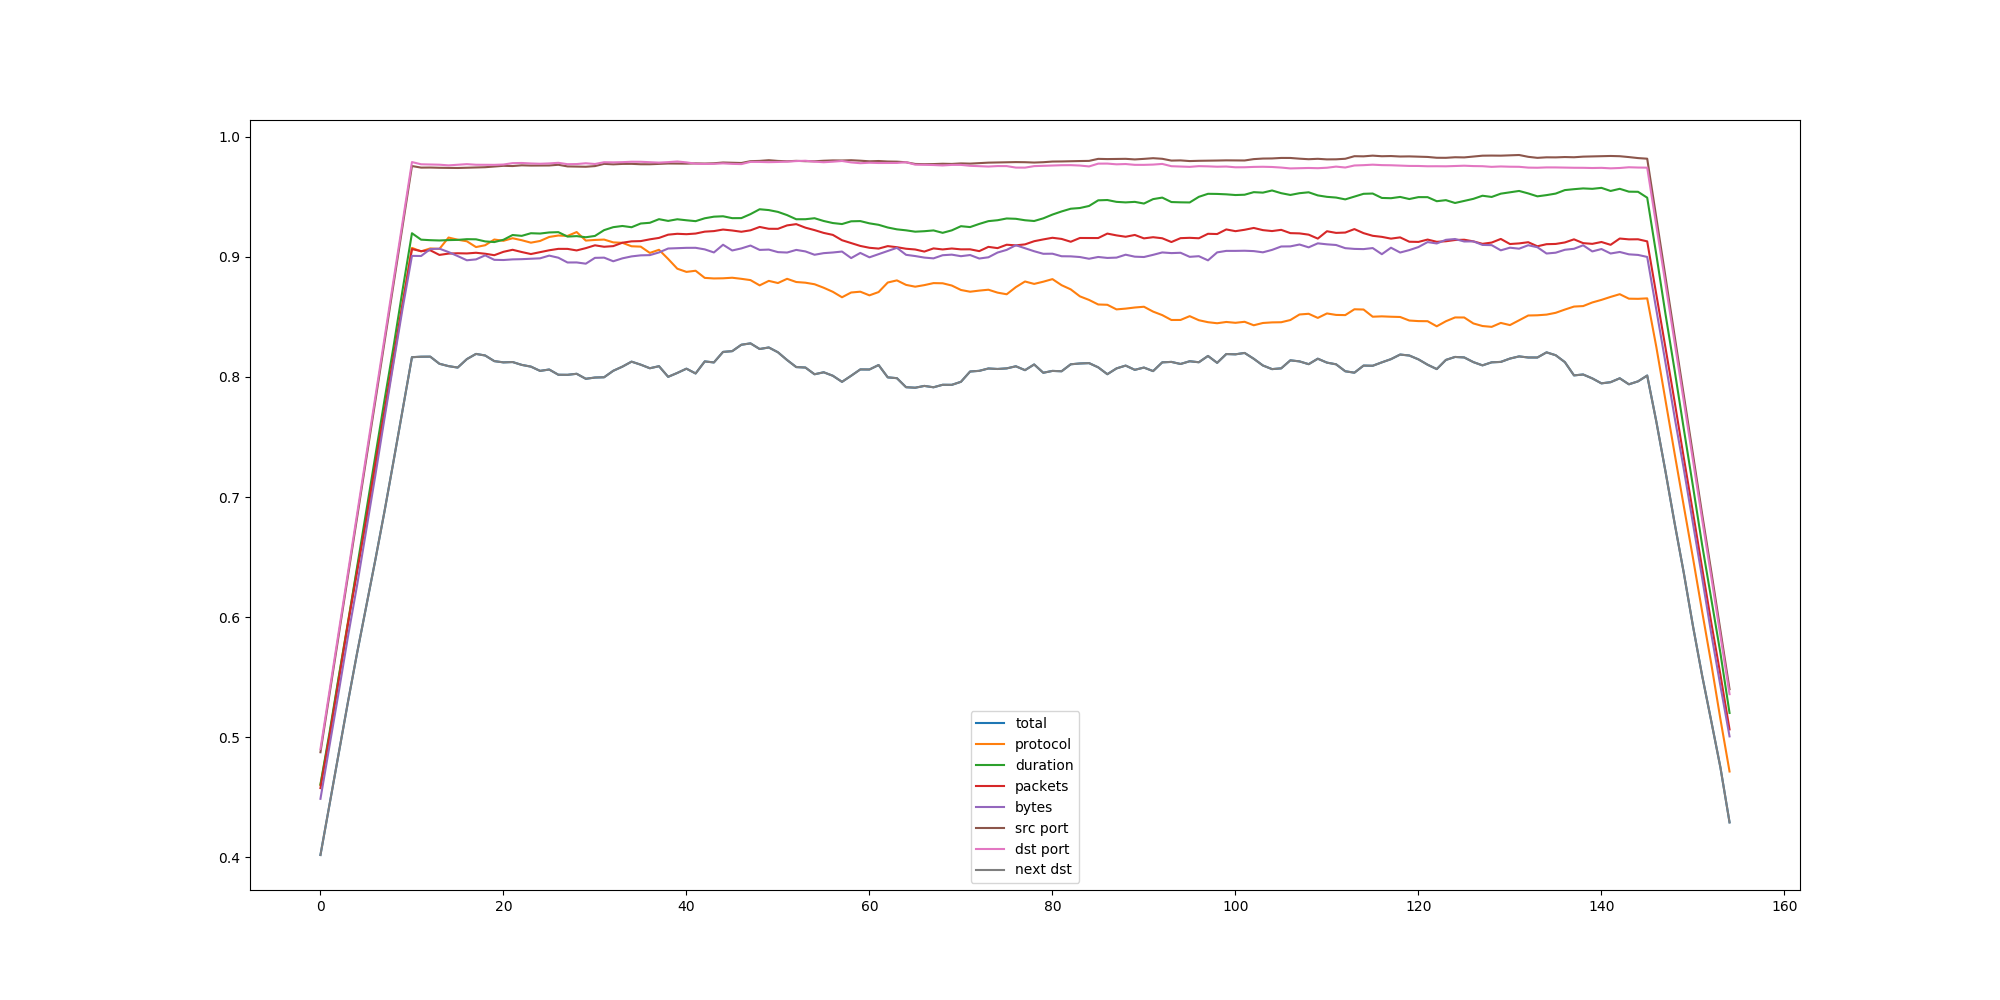 1.0
0.9
0.8
0.7
0.6
0.5
0.4
total
protocol
duration
packets
bytes
src port
dst port
next dst
0 20 40 60 80 100 120 140 160